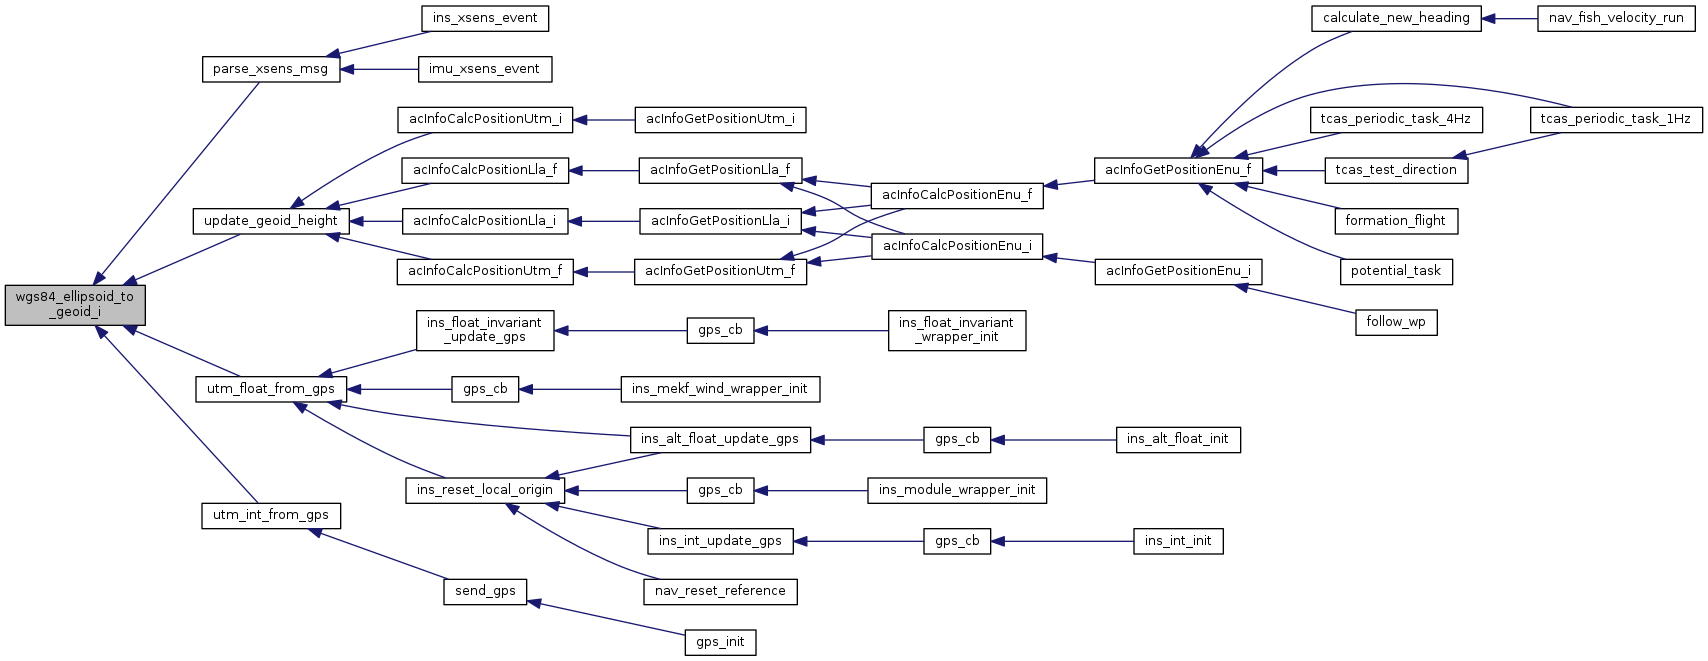 wgs84_ellipsoid_to
_geoid_i
parse_xsens_msg
ins_xsens_event
imu_xsens_event
update_geoid_height
acInfoCalcPositionUtm_i
acInfoGetPositionUtm_i
acInfoCalcPositionLla_f
acInfoGetPositionLla_f
acInfoCalcPositionEnu_f
acInfoGetPositionEnu_f
calculate_new_heading
nav_fish_velocity_run
tcas_periodic_task_4Hz
tcas_periodic_task_1Hz
tcas_test_direction
formation_flight
potential_task
acInfoCalcPositionLla_i
acInfoGetPositionLla_i
acInfoCalcPositionEnu_i
acInfoGetPositionEnu_i
follow_wp
acInfoCalcPositionUtm_f
acInfoGetPositionUtm_f
utm_float_from_gps
ins_float_invariant
_update_gps
gps_cb
ins_float_invariant
_wrapper_init
gps_cb
ins_mekf_wind_wrapper_init
ins_alt_float_update_gps
gps_cb
ins_alt_float_init
ins_reset_local_origin
gps_cb
ins_module_wrapper_init
ins_int_update_gps
gps_cb
ins_int_init
nav_reset_reference
utm_int_from_gps
send_gps
gps_init